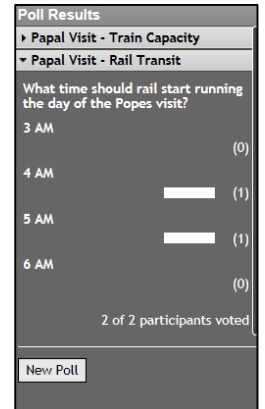 Poll Results
Papal Visit - Train Capacity
Papal Visit - Rail Transit
What time should rail start running
the day of the Popes visit?
3 AM
(0)
4 AM
(1)
5 AM
(1)
6 AM
(0)
2 of 2 participants voted
New Poll